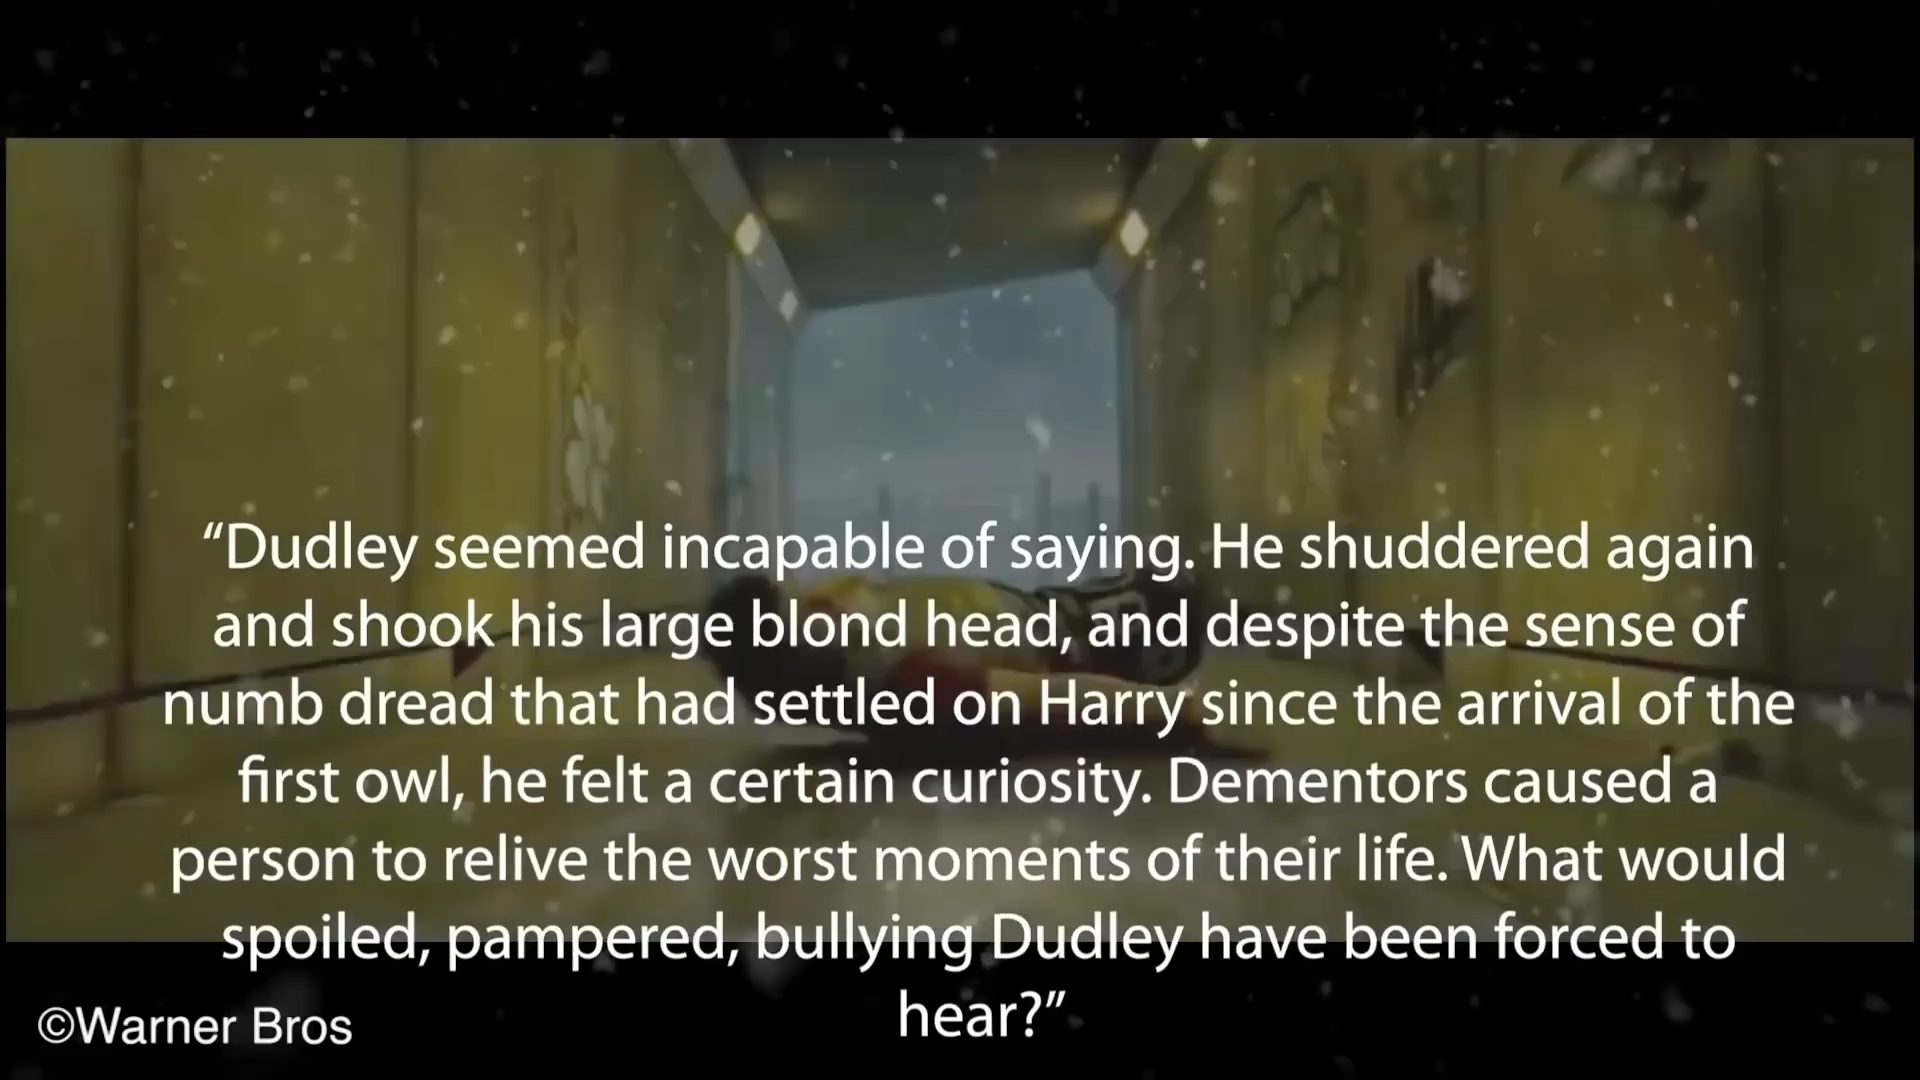 “Dudley seemed incapable of saying. He shuddered again
and shook his large blond head, and despite the sense of
numb dread that had settled on Harry since the arrival of the
first owl, he felt a certain curiosity. Dementors caused a
person to relive the worst moments of their life. What would
spoiled, pampered, bullying Dudley have been forced to
hear?”
©Warner Bros